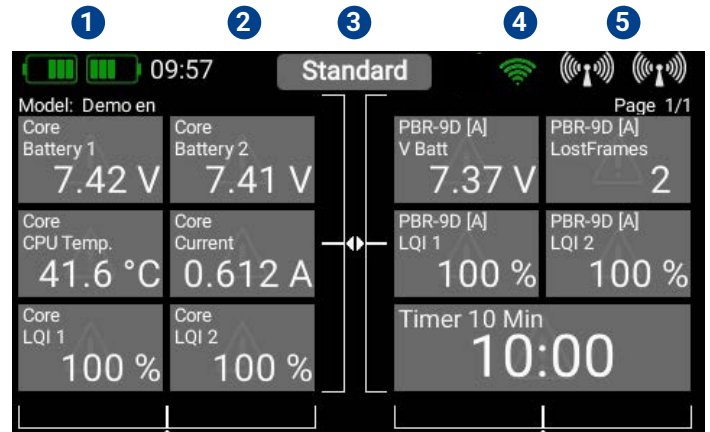 1 2 3 4 5
09:57 Standard
Model: Demo en Page 1/1
Core
Battery 1
7.42 V
Core
Battery 2
7.41 V
PBR-9D [A]
V Batt
7.37 V
PBR-9D [A]
LostFrames
2
Core
CPU Temp.
41.6 °C
Core
Current
0.612 A
PBR-9D [A]
LQI 1
100 %
PBR-9D [A]
LQI 2
100 %
Core
LQI 1
100 %
Core
LQI 2
100 %
Timer 10 Min
10:00